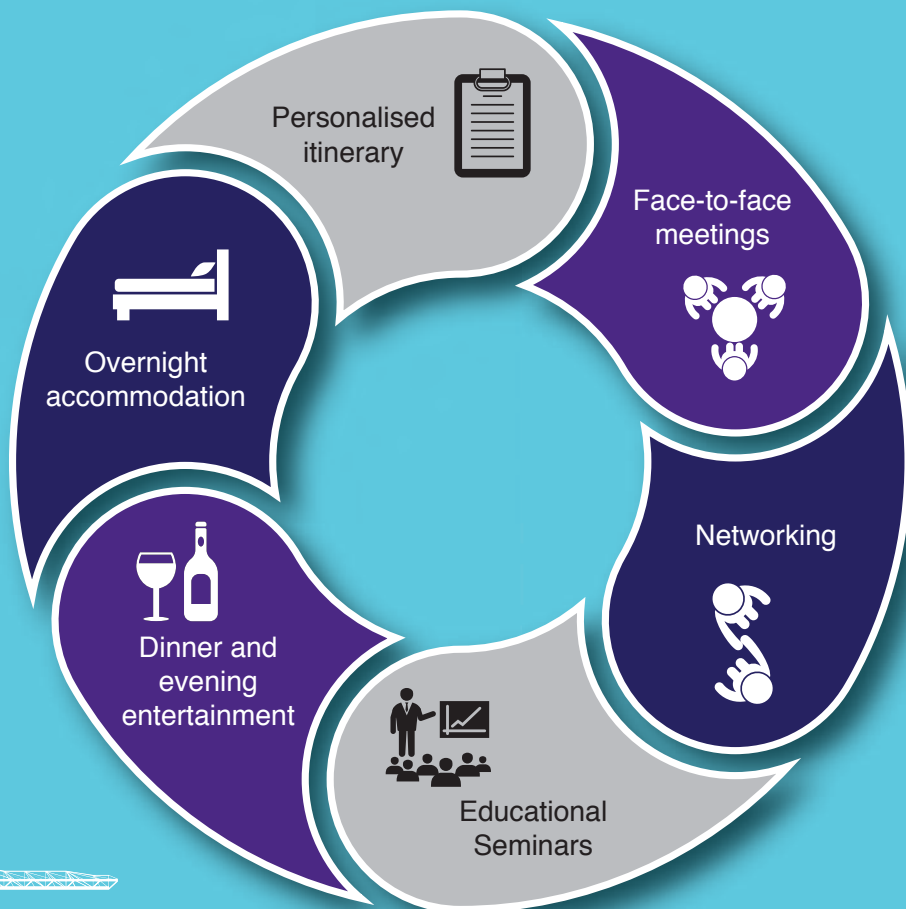 Personalised
itinerary
Face-to-face
meetings
Networking
Educational
Seminars
Dinner and
evening
entertainment
Overnight
accommodation